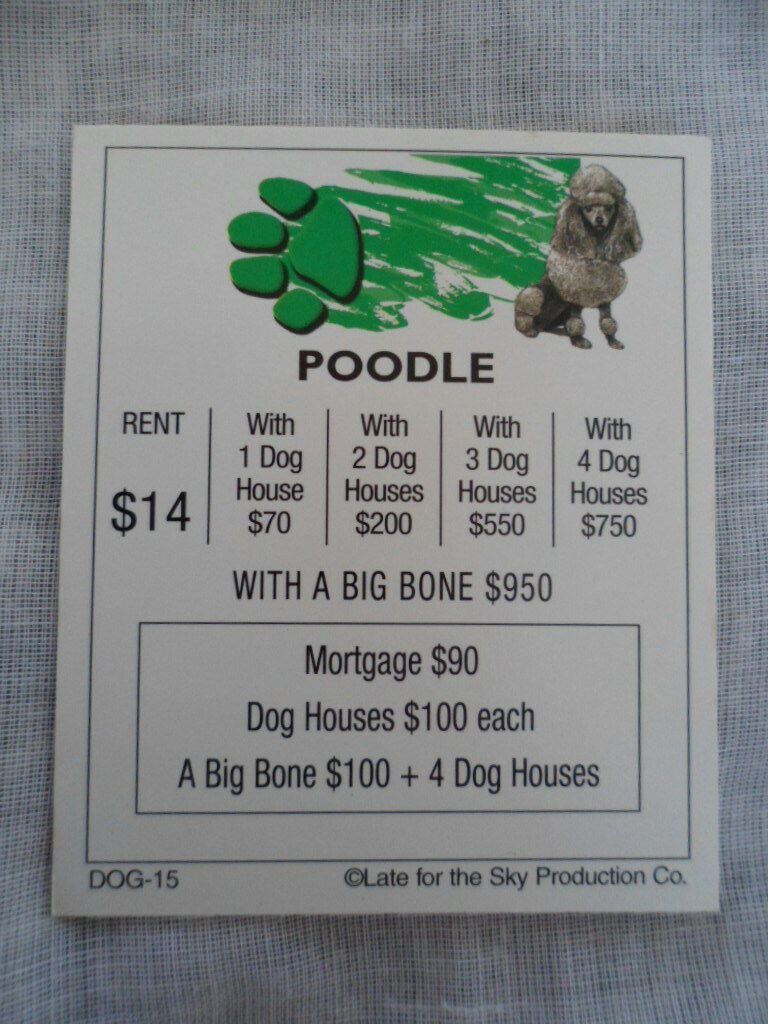 POODLE
RENT
$14
With
1 Dog
House
$70
With
2 Dog
Houses
$200
With
3 Dog
Houses
$550
With
4 Dog
Houses
$750
WITH A BIG BONE $950
Mortgage $90
Dog Houses $100 each
A Big Bone $100 + 4 Dog Houses
DOG-15
©Late for the Sky Production Co.